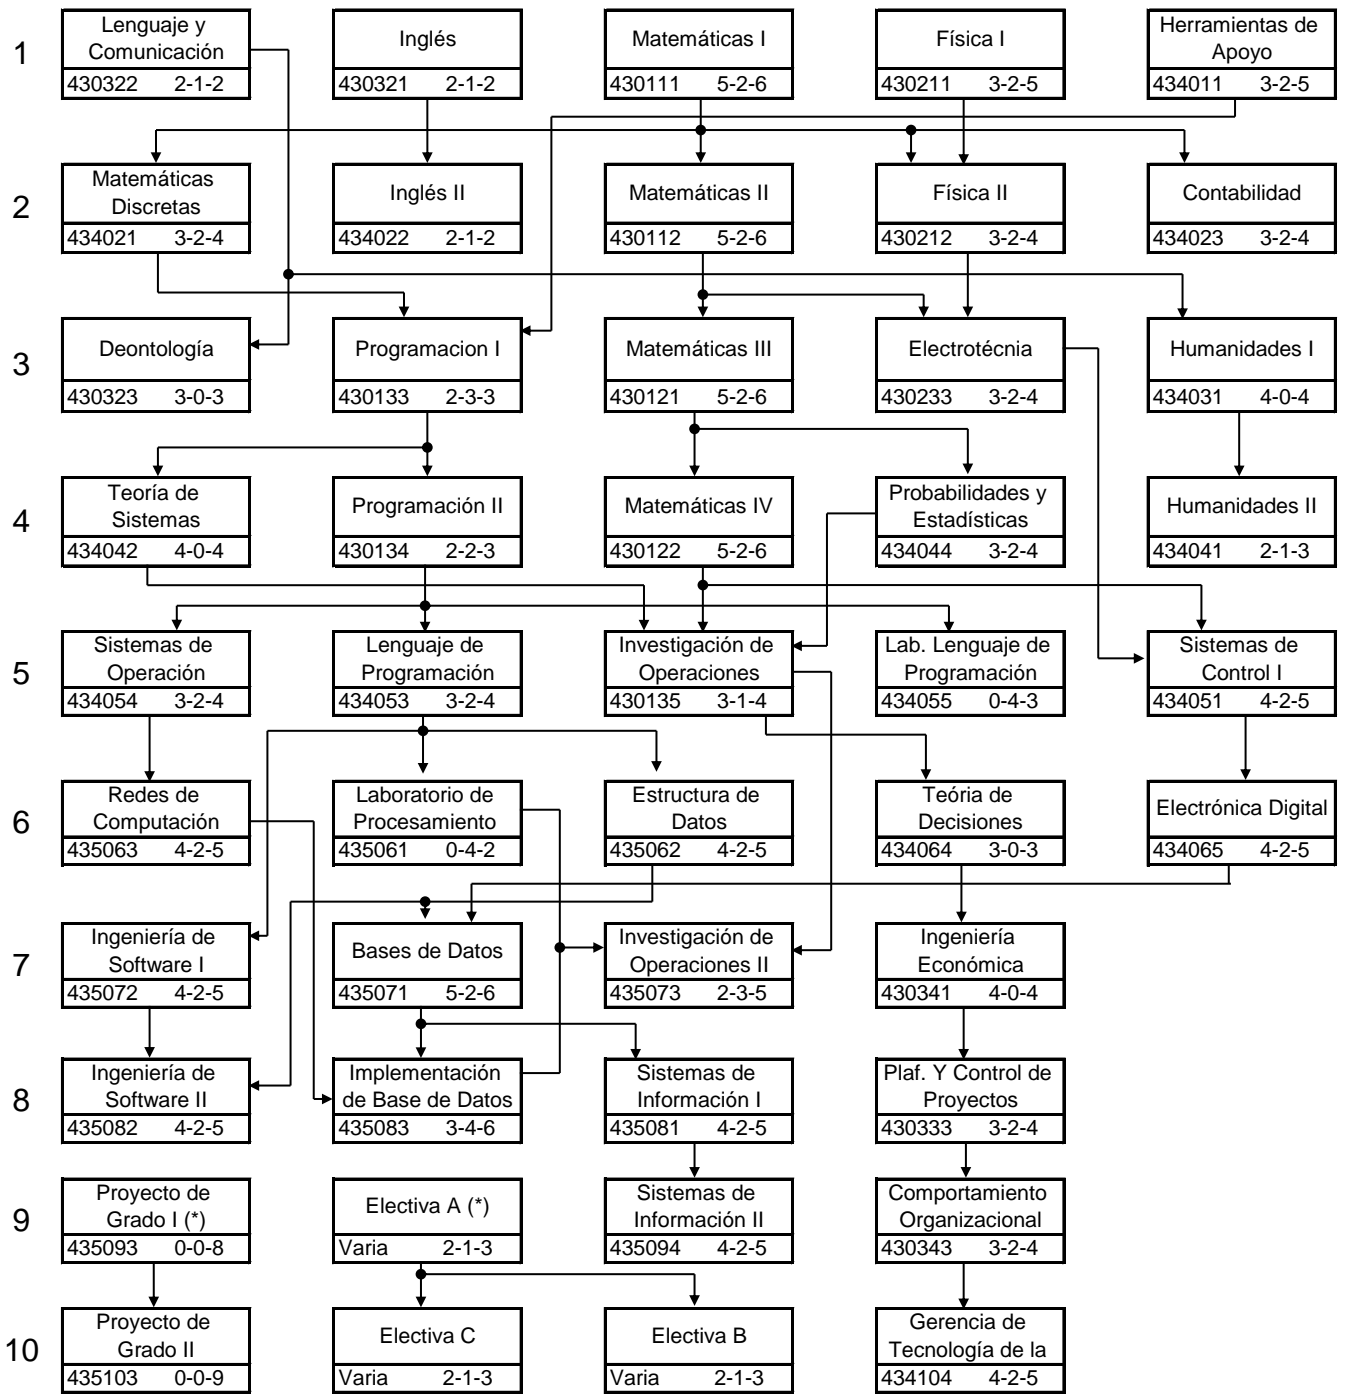 1
Lenguaje y
Comunicación
430322 2-1-2
Inglés
430321 2-1-2
Matemáticas I
430111 5-2-6
Física I
430211 3-2-5
Herramientas de
Apoyo
434011 3-2-5
2
Matemáticas
Discretas
434021 3-2-4
Inglés II
434022 2-1-2
Matemáticas II
430112 5-2-6
Física II
430212 3-2-4
Contabilidad
434023 3-2-4
3
Deontología
430323 3-0-3
Programacion I
430133 2-3-3
Matemáticas III
430121 5-2-6
Electrotécnia
430233 3-2-4
Humanidades I
434031 4-0-4
4
Teoría de
Sistemas
434042 4-0-4
Programación II
430134 2-2-3
Matemáticas IV
430122 5-2-6
Probabilidades y
Estadísticas
434044 3-2-4
Humanidades II
434041 2-1-3
5
Sistemas de
Operación
434054 3-2-4
Lenguaje de
Programación
434053 3-2-4
Investigación de
Operaciones
430135 3-1-4
Lab. Lenguaje de
Programación
434055 0-4-3
Sistemas de
Control I
434051 4-2-5
6
Redes de
Computación
435063 4-2-5
Laboratorio de
Procesamiento
435061 0-4-2
Estructura de
Datos
435062 4-2-5
Teória de
Decisiones
434064 3-0-3
Electrónica Digital
434065 4-2-5
7
Ingeniería de
Software I
435072 4-2-5
Bases de Datos
435071 5-2-6
Investigación de
Operaciones II
435073 2-3-5
Ingeniería
Económica
430341 4-0-4
8
Ingeniería de
Software II
435082 4-2-5
Implementación
de Base de Datos
435083 3-4-6
Sistemas de
Información I
435081 4-2-5
Plaf. Y Control de
Proyectos
430333 3-2-4
9
Proyecto de
Grado I (*)
435093 0-0-8
Electiva A (*)
Varia 2-1-3
Sistemas de
Información II
435094 4-2-5
Comportamiento
Organizacional
430343 3-2-4
10
Proyecto de
Grado II
435103 0-0-9
Electiva C
Varia 2-1-3
Electiva B
Varia 2-1-3
Gerencia de
Tecnología de la
434104 4-2-5